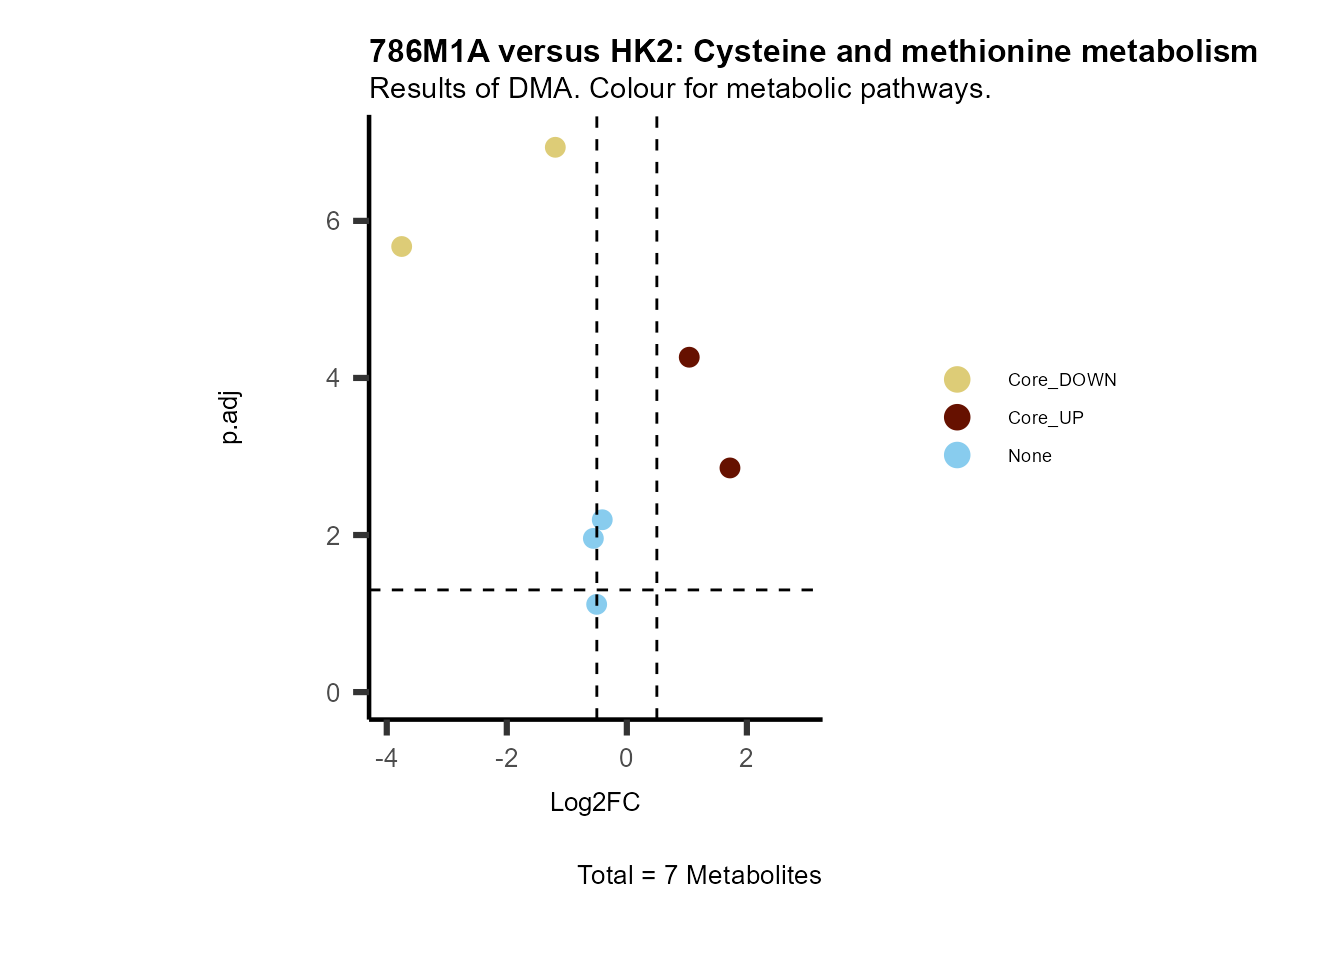 786M1A versus HK2: Cysteine and methionine metabolism
Results of DMA. Colour for metabolic pathways.
6
4
2
0
p.adj
-4
-2
0
2
Log2FC
Core_DOWN
Core_UP
None
Total = 7 Metabolites